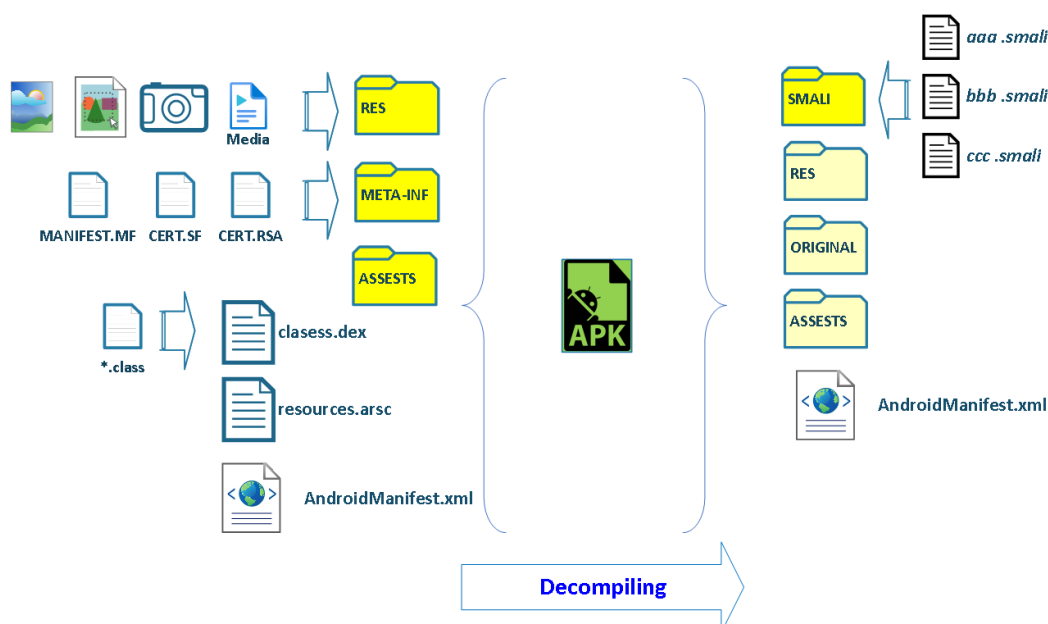 RES
Media
META-INF
MANIFEST.MF
CERT.SF
CERT.RSA
ASSESTS
*.class
clasess.dex
resources.arsc
AndroidManifest.xml
APK
SMALI
aaa .smali
bbb .smali
ccc .smali
RES
ORIGINAL
ASSESTS
AndroidManifest.xml
Decompiling